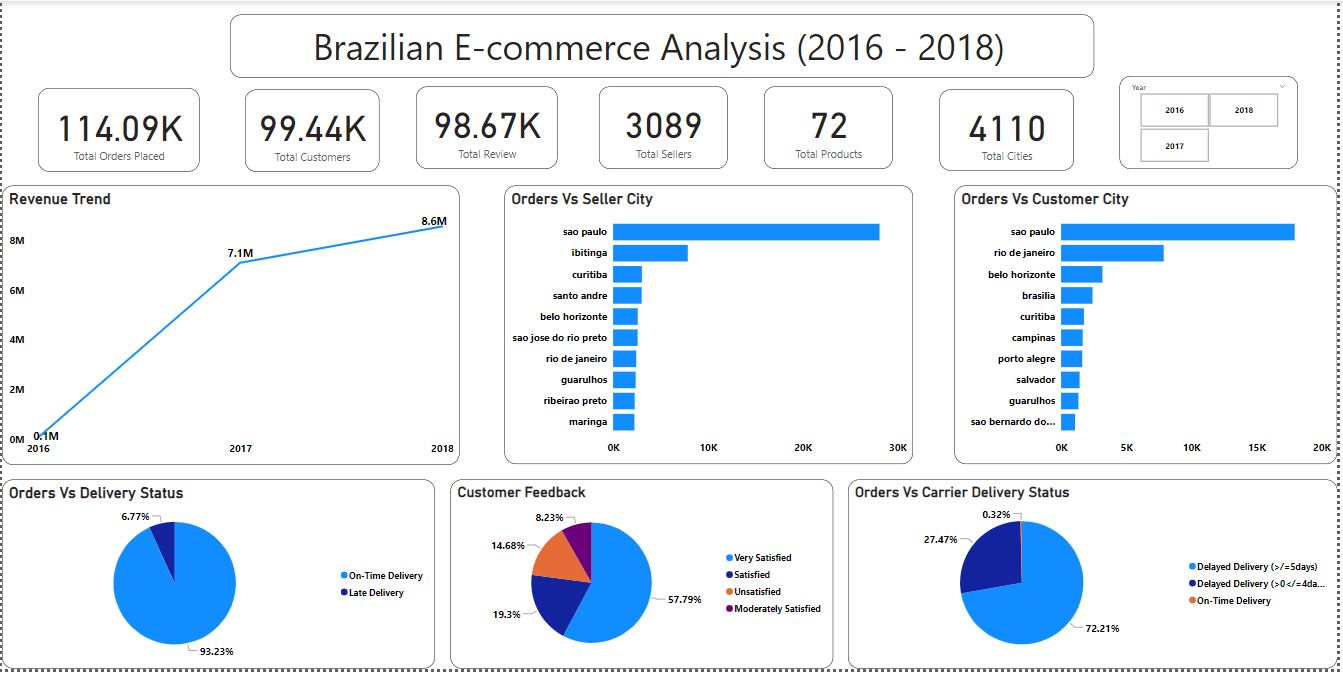 Brazilian E-commerce Analysis (2016 - 2018)
114.09K
Total Orders Placed
99.44K
Total Customers
98.67K
Total Review
3089
Total Sellers
72
Total Products
4110
Total Cities
Year
2016
2018
2017
Revenue Trend
8M
6M
4M
2M
0M
0.1M
7.1M
8.6M
2016
2017
2018
Orders Vs Seller City
sao paulo
ibitinga
curitiba
santo andre
belo horizonte
sao jose do rio preto
rio de janeiro
guarulhos
ribeirao preto
maringa
0K
10K
20K
30K
Orders Vs Customer City
sao paulo
rio de janeiro
belo horizonte
brasilia
curitiba
campinas
porto alegre
salvador
guarulhos
sao bernardo do...
0K
5K
10K
15K
20K
Orders Vs Delivery Status
6.77%
93.23%
On-Time Delivery
Late Delivery
Customer Feedback
8.23%
14.68%
19.3%
57.79%
Very Satisfied
Satisfied
Unsatisfied
Moderately Satisfied
Orders Vs Carrier Delivery Status
0.32%
27.47%
72.21%
Delayed Delivery (>/=5days)
Delayed Delivery (>0</=4da...
On-Time Delivery